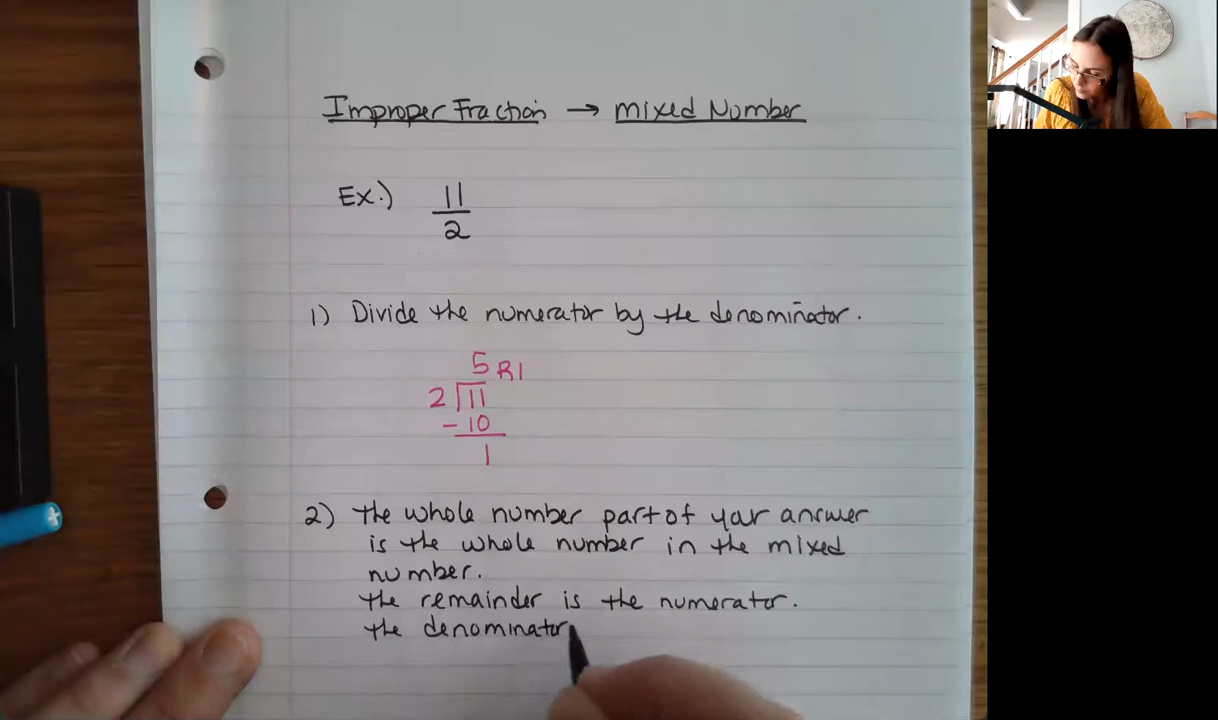 Improper Fraction → mixed Number
Ex.) 11/2
1) Divide the numerator by the denominator.
5 R1
2 11
- 10
1
2) the whole number part of your answer
is the whole number in the mixed
number.
the remainder is the numerator.
the denominator